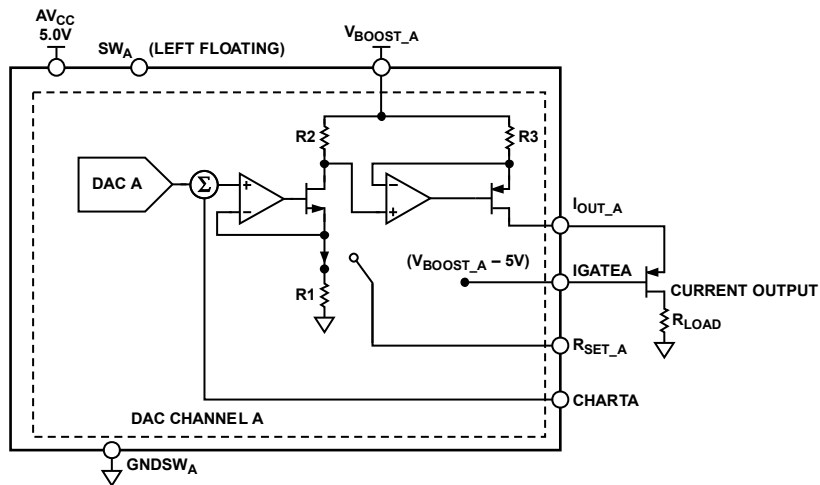 AVCC
5.0V
SWA (LEFT FLOATING)
VBOOST_A
R2
R3
DAC A
Σ
+
−
−
+
IOUT_A
(VBOOST_A – 5V)
IGATEA
CURRENT OUTPUT
R1
RLOAD
RSET_A
CHARTA
DAC CHANNEL A
GNDSWA